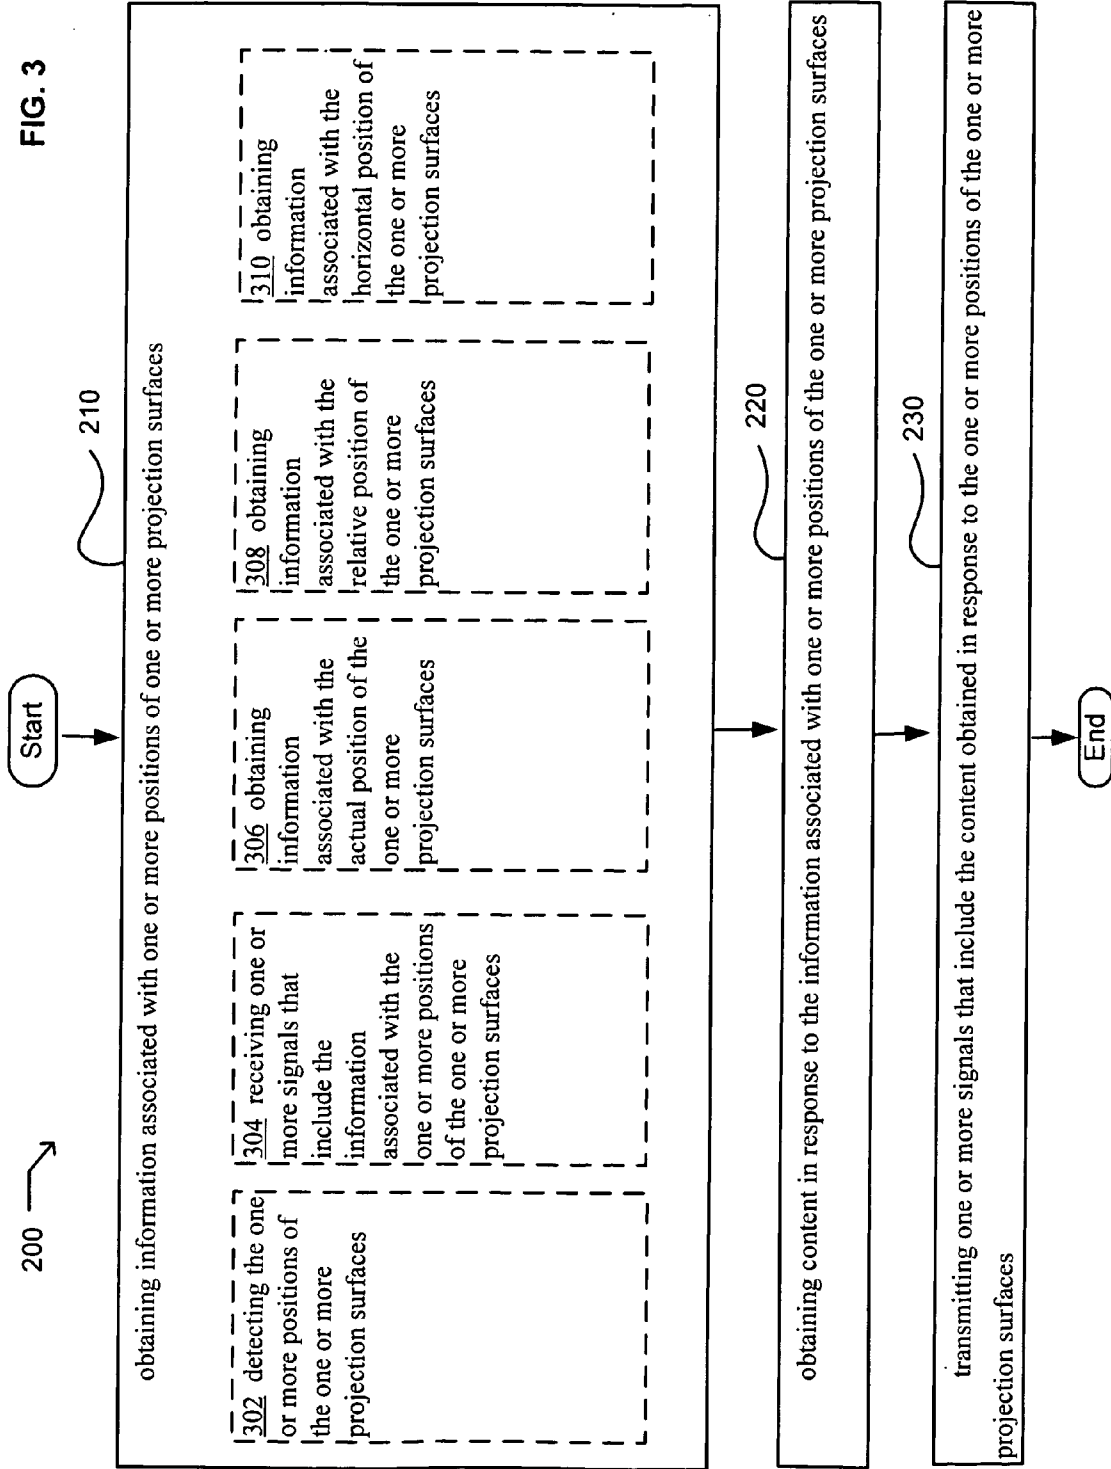 FIG. 3
200
Start
210
obtaining information associated with one or more positions of one or more projection surfaces
302 detecting the one
or more positions of
the one or more
projection surfaces
304 receiving one or
more signals that
include the
information
associated with the
one or more positions
of the one or more
projection surfaces
306 obtaining
information
associated with the
actual position of the
one or more
projection surfaces
308 obtaining
information
associated with the
relative position of
the one or more
projection surfaces
310 obtaining
information
associated with the
horizontal position of
the one or more
projection surfaces
220
obtaining content in response to the information associated with one or more positions of the one or more projection surfaces
230
transmitting one or more signals that include the content obtained in response to the one or more positions of the one or more
projection surfaces
End